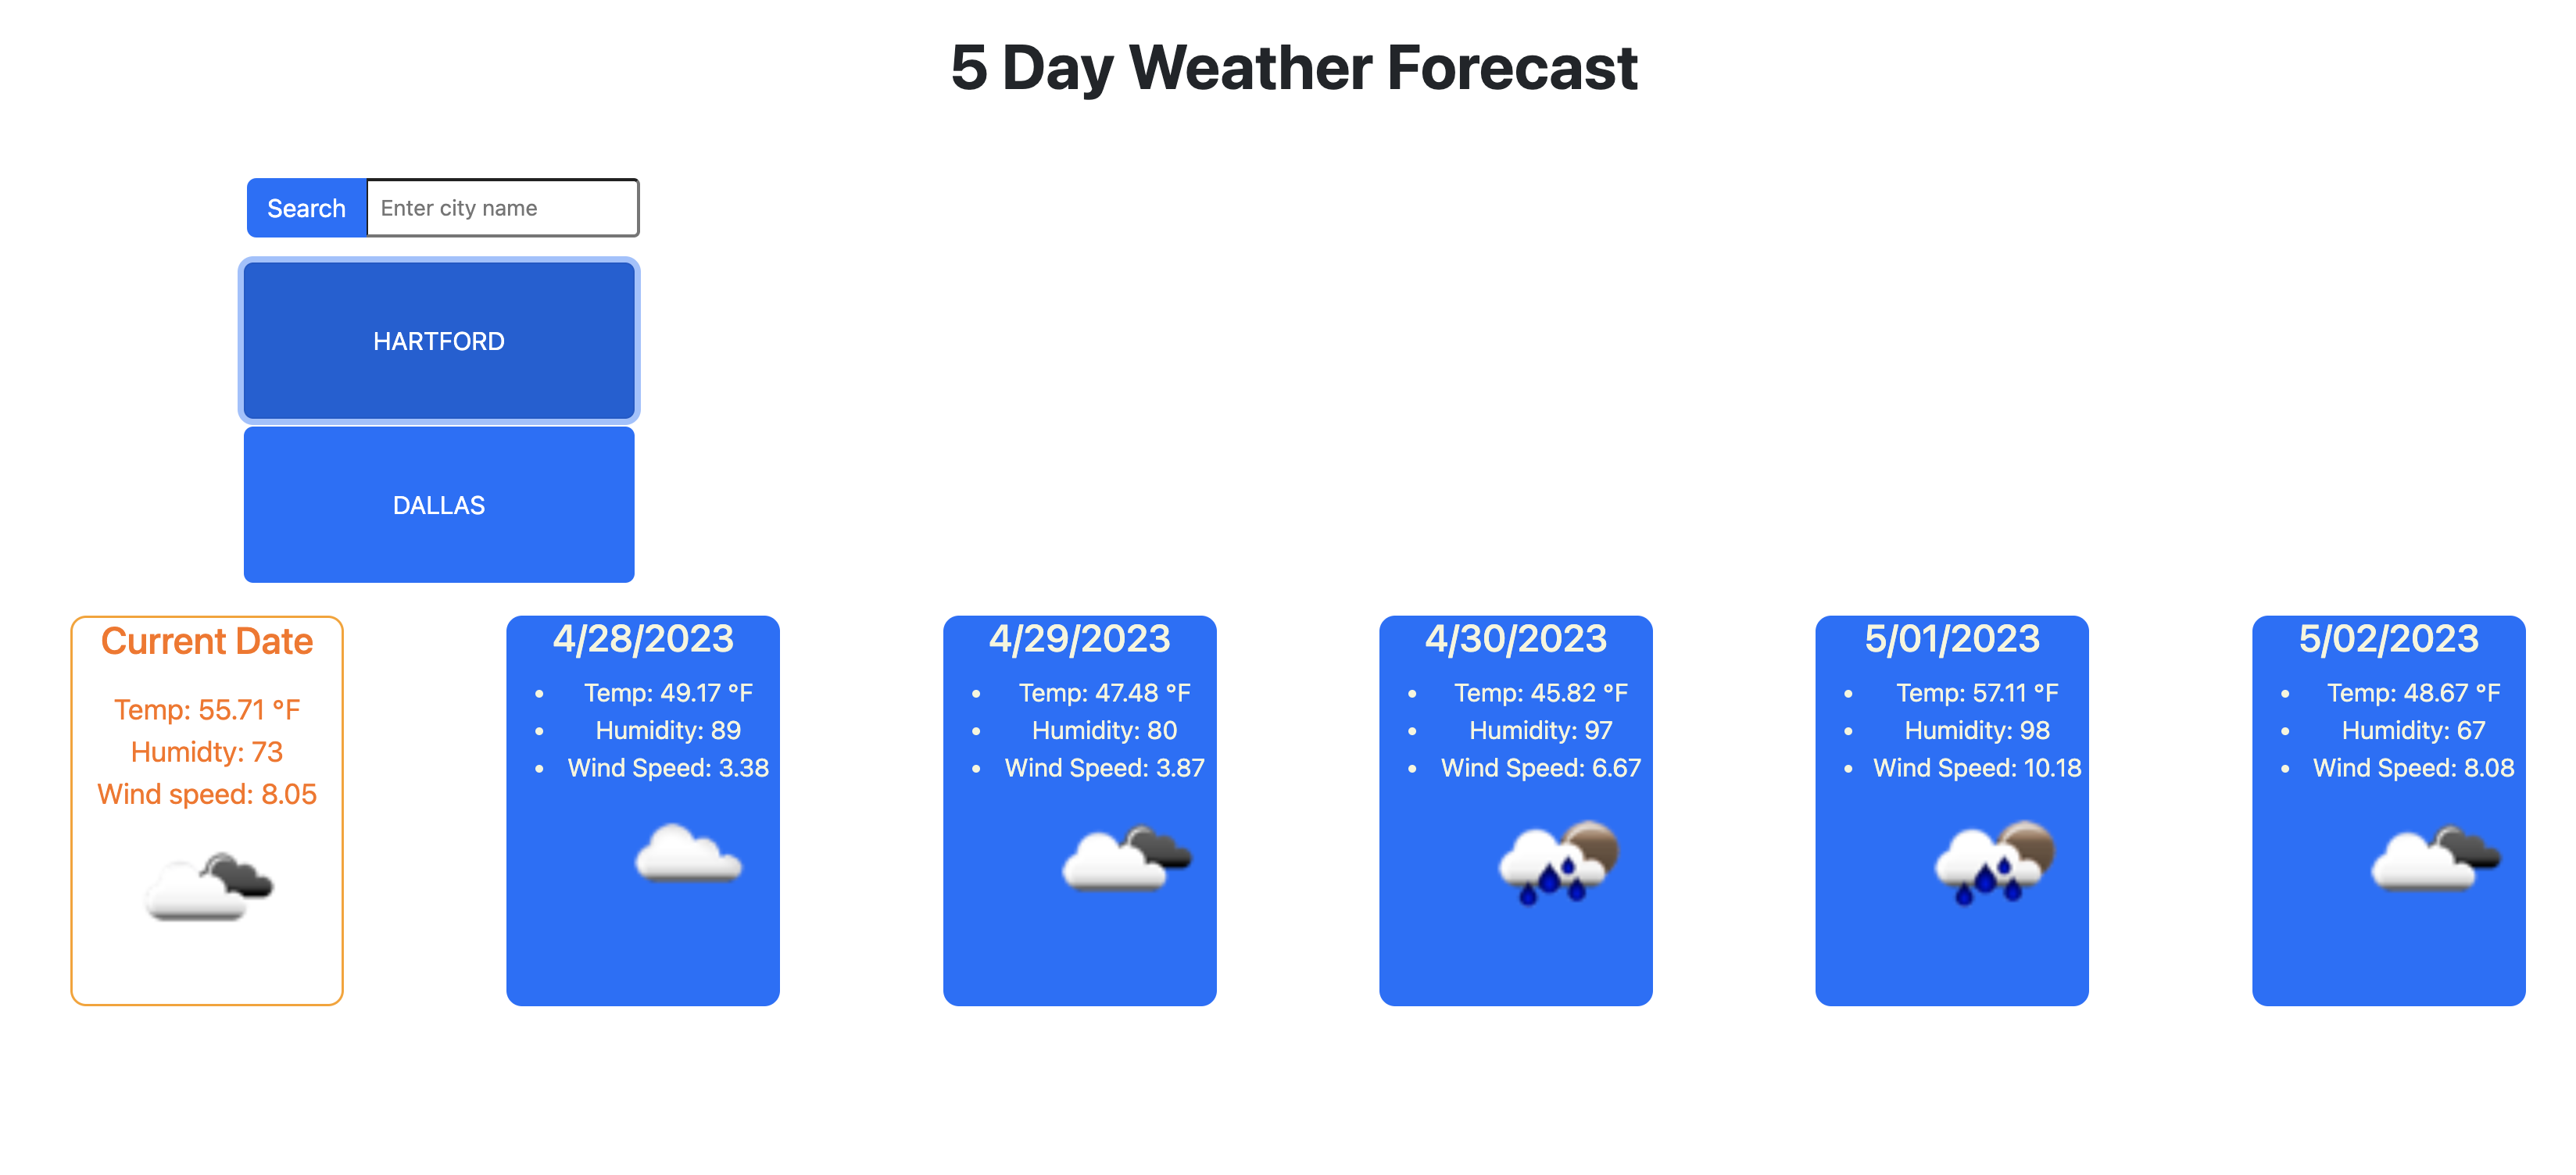 5 Day Weather Forecast
Search
Enter city name
HARTFORD
DALLAS
Current Date
Temp: 55.71 °F
Humidty: 73
Wind speed: 8.05
4/28/2023
Temp: 49.17 °F
Humidity: 89
Wind Speed: 3.38
4/29/2023
Temp: 47.48 °F
Humidity: 80
Wind Speed: 3.87
4/30/2023
Temp: 45.82 °F
Humidity: 97
Wind Speed: 6.67
5/01/2023
Temp: 57.11 °F
Humidity: 98
Wind Speed: 10.18
5/02/2023
Temp: 48.67 °F
Humidity: 67
Wind Speed: 8.08